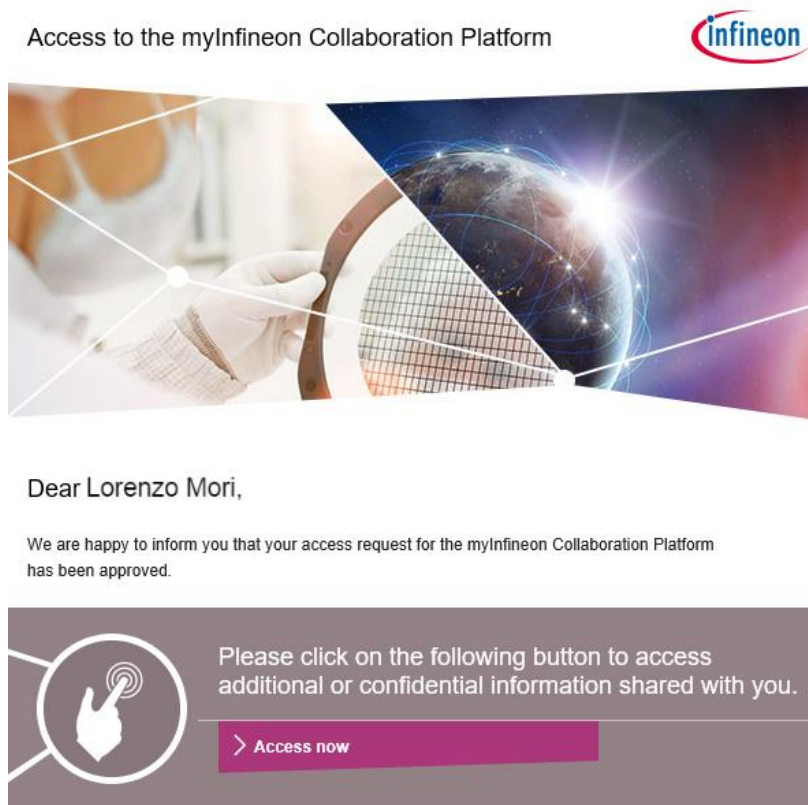 Access to the myInfineon Collaboration Platform
infineon
Dear Lorenzo Mori,
We are happy to inform you that your access request for the myInfineon Collaboration Platform
has been approved.
Please click on the following button to access
additional or confidential information shared with you.
Access now